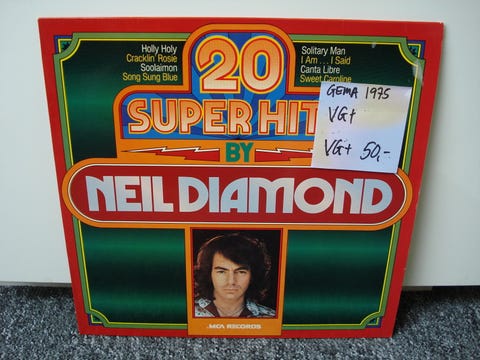 Holly Holy
Cracklin' Rosie
Soolaimon
Song Sung Blue
Solitary Man
I Am...I Said
Canta Libre
Sweet Caroline
20
SUPER HIT
BY
NEIL DIAMOND
GEMA 1975
VG+
VG+ 50,-
MCA RECORDS